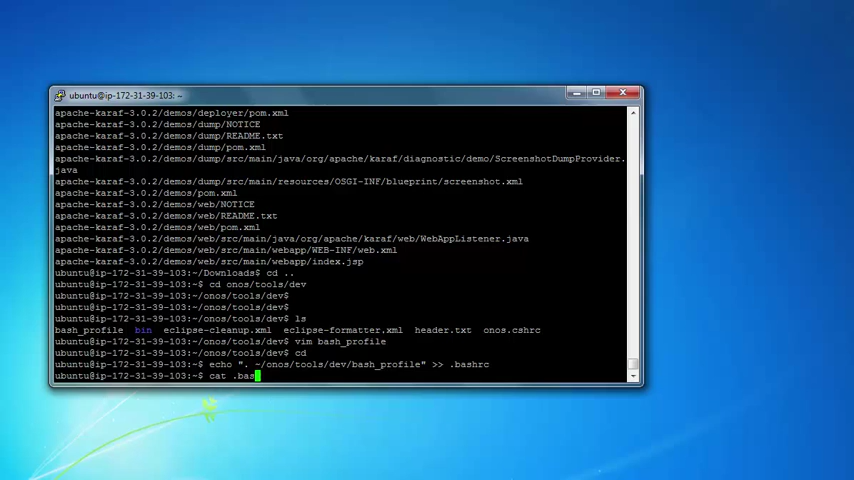 ubuntu@ip-172-31-39-103: ~
apache-karaf-3.0.2/demos/deployer/pom.xml
apache-karaf-3.0.2/demos/dump/NOTICE
apache-karaf-3.0.2/demos/dump/README.txt
apache-karaf-3.0.2/demos/dump/pom.xml
apache-karaf-3.0.2/demos/dump/src/main/java/org/apache/karaf/diagnostic/demo/ScreenshotDumpProvider.
java
apache-karaf-3.0.2/demos/dump/src/main/resources/OSGI-INF/blueprint/screenshot.xml
apache-karaf-3.0.2/demos/pom.xml
apache-karaf-3.0.2/demos/web/NOTICE
apache-karaf-3.0.2/demos/web/README.txt
apache-karaf-3.0.2/demos/web/pom.xml
apache-karaf-3.0.2/demos/web/src/main/java/org/apache/karaf/web/WebAppListener.java
apache-karaf-3.0.2/demos/web/src/main/webapp/WEB-INF/web.xml
apache-karaf-3.0.2/demos/web/src/main/webapp/index.jsp
ubuntu@ip-172-31-39-103:~/Downloads$ cd ..
ubuntu@ip-172-31-39-103:~$ cd onos/tools/dev
ubuntu@ip-172-31-39-103:~/onos/tools/dev$
ubuntu@ip-172-31-39-103:~/onos/tools/dev$
ubuntu@ip-172-31-39-103:~/onos/tools/dev$ ls
bash_profile  bin  eclipse-cleanup.xml  eclipse-formatter.xml  header.txt  onos.cshrc
ubuntu@ip-172-31-39-103:~/onos/tools/dev$ vim bash_profile
ubuntu@ip-172-31-39-103:~/onos/tools/dev$ cd
ubuntu@ip-172-31-39-103:~$ echo ". ~/onos/tools/dev/bash_profile" >> .bashrc
ubuntu@ip-172-31-39-103:~$ cat .bas